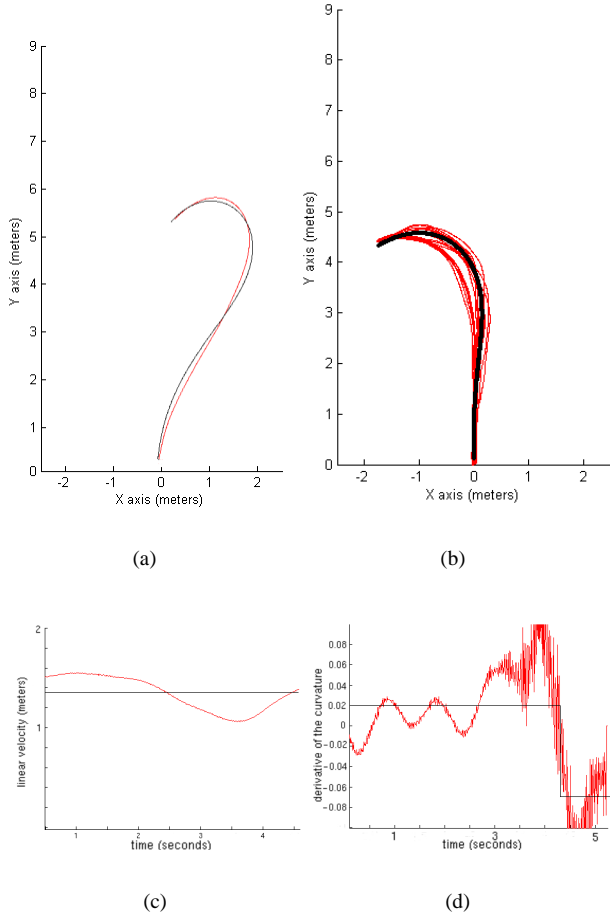 9
8
7
6
5
4
3
2
1
0
Y axis (meters)
-2 -1 0 1 2
X axis (meters)
(a)
9
8
7
6
5
4
3
2
1
0
Y axis (meters)
-2 -1 0 1 2
X axis (meters)
(b)
2
1
linear velocity (meters)
1 2 3 4
time (seconds)
(c)
0.08
0.06
0.04
0.02
0
-0.02
-0.04
-0.06
-0.08
derivative of the curvature
1 3 5
time (seconds)
(d)